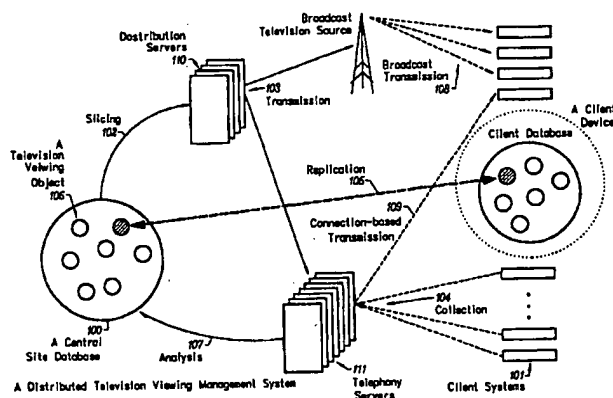 Dastribution
Servers
110
Broadcast
Television Source
Broadcast
Transmission
108
103
Transmission
Slicing
102
A Client
Device
Client Database
A
Television
Veiwing
Object
106
Replication
105
109
Connection-based
Transmission
104
Collection
100
A Central
Site Database
107
Analysis
111
Telephony
Servers
101
Client Systems
A Distributed Television Viewing Management System